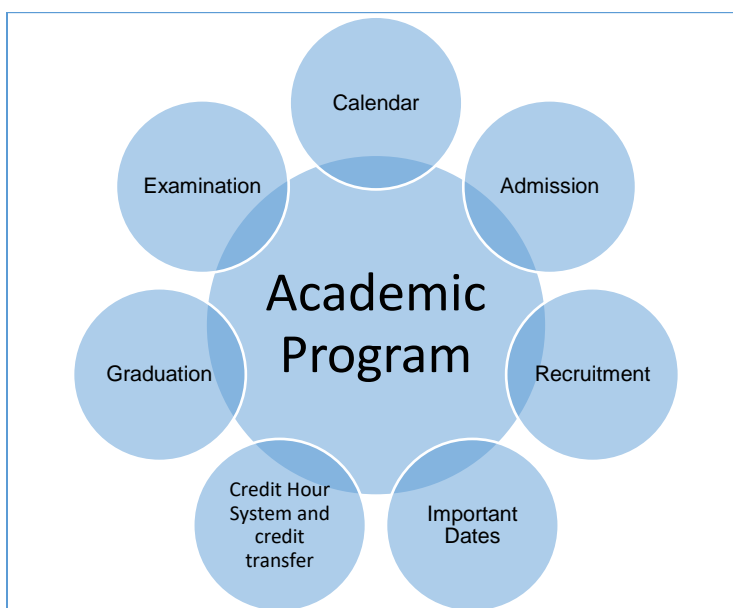 Calendar
Examination
Admission
Academic
Program
Graduation
Recruitment
Credit Hour
System and
credit
transfer
Important
Dates